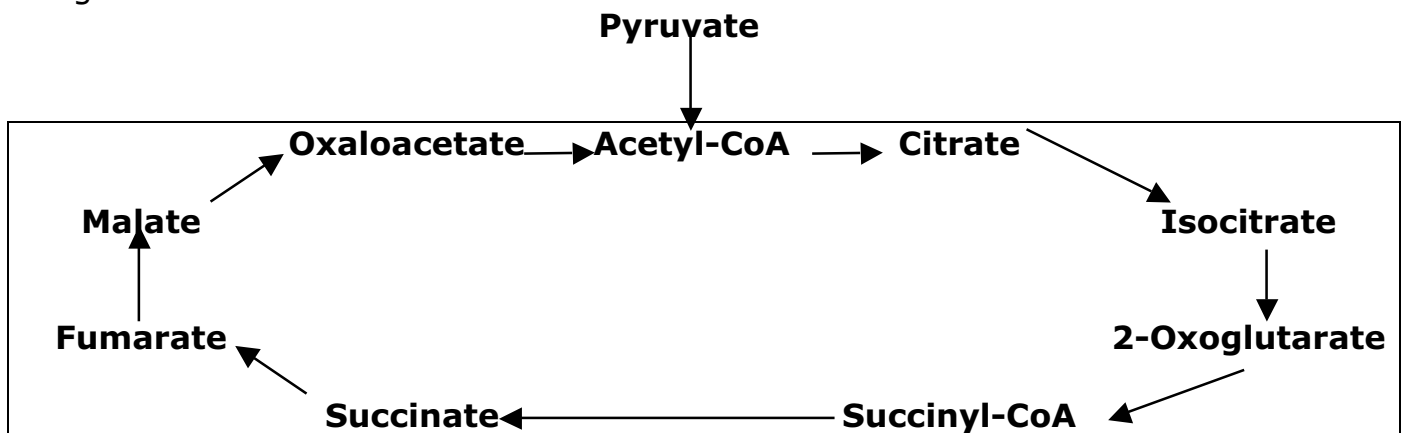 Pyruvate
Oxaloacetate Acetyl-CoA Citrate
Malate Isocitrate
Fumarate 2-Oxoglutarate
Succinate Succinyl-CoA